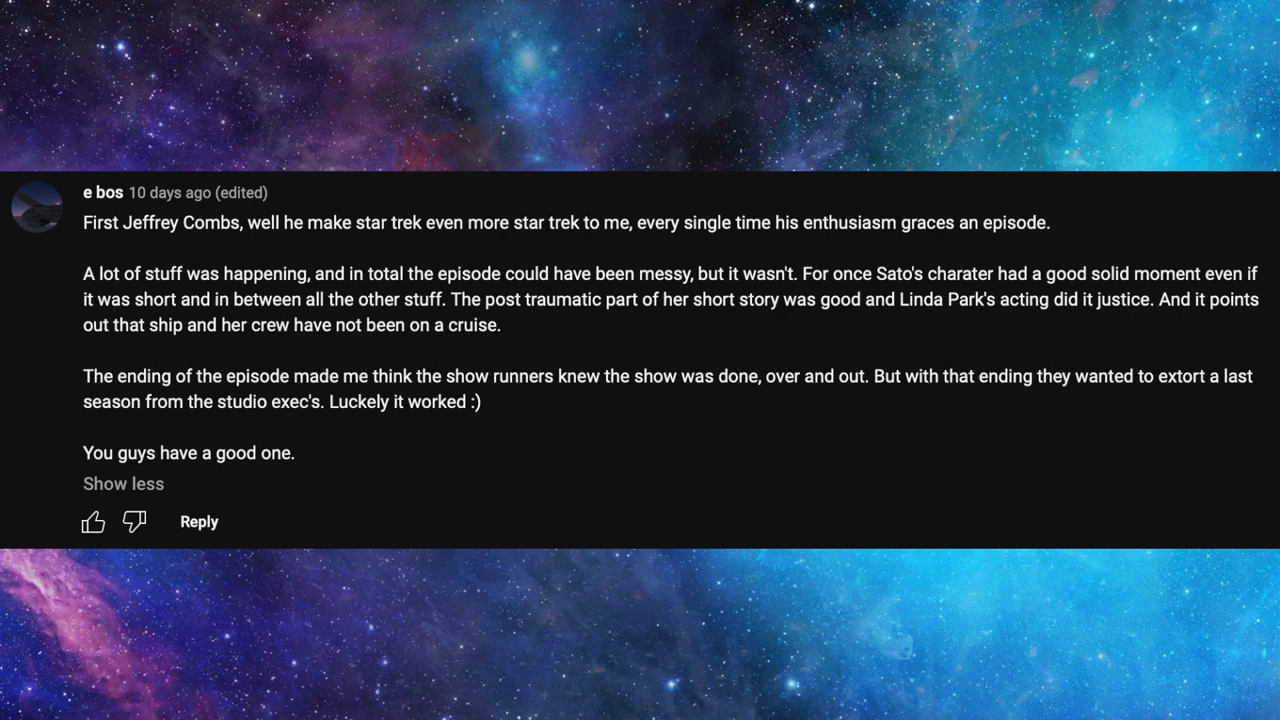 e bos 10 days ago (edited)
First Jeffrey Combs, well he make star trek even more star trek to me, every single time his enthusiasm graces an episode.
A lot of stuff was happening, and in total the episode could have been messy, but it wasn't. For once Sato's charater had a good solid moment even if
it was short and in between all the other stuff. The post traumatic part of her short story was good and Linda Park's acting did it justice. And it points
out that ship and her crew have not been on a cruise.
The ending of the episode made me think the show runners knew the show was done, over and out. But with that ending they wanted to extort a last
season from the studio exec's. Luckely it worked :)
You guys have a good one.
Show less
Reply